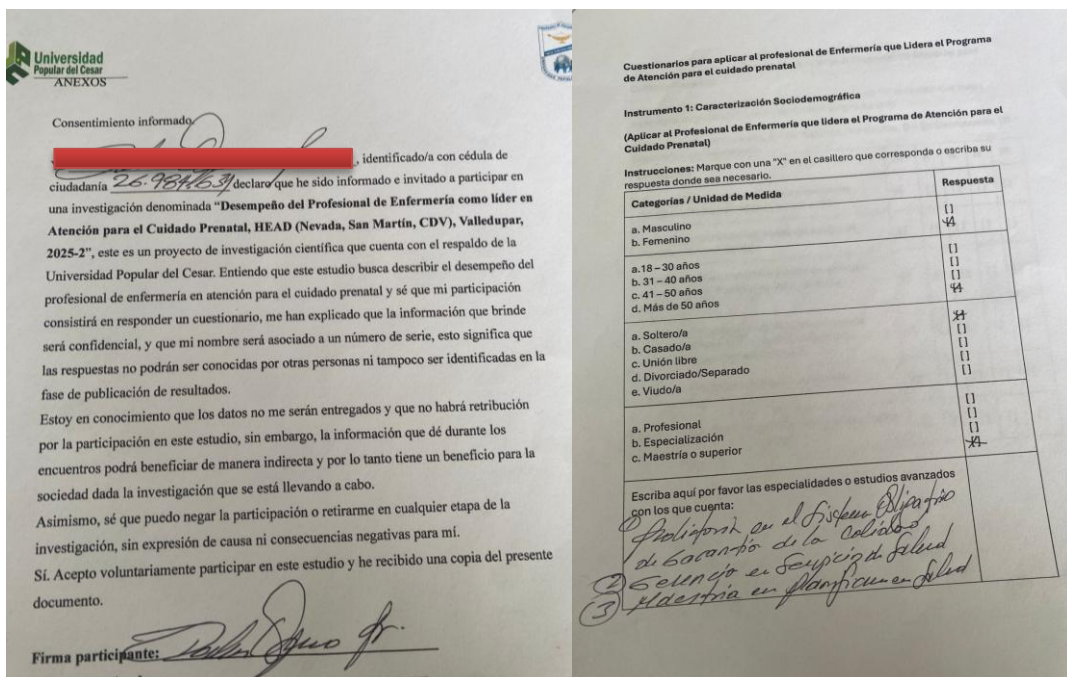 Universidad
Popular del Cesar
ANEXOS
Consentimiento informado
, identificado/a con cédula de
ciudadanía declaro que he sido informado e invitado a participar en
una investigación denominada “Desempeño del Profesional de Enfermería como líder en
Atención para el Cuidado Prenatal, HEAD (Nevada, San Martín, CDV), Valledupar,
2025-2”, este es un proyecto de investigación científica que cuenta con el respaldo de la
Universidad Popular del Cesar. Entiendo que este estudio busca describir el desempeño del
profesional de enfermería en atención para el cuidado prenatal y sé que mi participación
consistirá en responder un cuestionario, me han explicado que la información que brinde
será confidencial, y que mi nombre será asociado a un número de serie, esto significa que
las respuestas no podrán ser conocidas por otras personas ni tampoco ser identificadas en la
fase de publicación de resultados.
Estoy en conocimiento que los datos no me serán entregados y que no habrá retribución
por la participación en este estudio, sin embargo, la información que dé durante los
encuentros podrá beneficiar de manera indirecta y por lo tanto tiene un beneficio para la
sociedad dada la investigación que se está llevando a cabo.
Asimismo, sé que puedo negar la participación o retirarme en cualquier etapa de la
investigación, sin expresión de causa ni consecuencias negativas para mí.
Sí. Acepto voluntariamente participar en este estudio y he recibido una copia del presente
documento.
Firma participante:
Cuestionarios para aplicar al profesional de Enfermería que Lidera el Programa
de Atención para el cuidado prenatal
Instrumento 1: Caracterización Sociodemográfica
(Aplicar al Profesional de Enfermería que lidera el Programa de Atención para el
Cuidado Prenatal)
Instrucciones: Marque con una "X" en el casillero que corresponda o escriba su
respuesta donde sea necesario.
Categorías / Unidad de Medida Respuesta
a. Masculino []
b. Femenino [X]
a.18 – 30 años []
b. 31 – 40 años []
c. 41 – 50 años []
d. Más de 50 años [X]
a. Soltero/a [X]
b. Casado/a []
c. Unión libre []
d. Divorciado/Separado []
e. Viudo/a []
[]
a. Profesional []
b. Especialización []
c. Maestría o superior [X]
Escriba aquí por favor las especialidades o estudios avanzados
con los que cuenta:
① en el Sistema Obligatorio
de Garantía de la Calidad
② Gerencia en Servicios de Salud
③ Maestría en en Salud